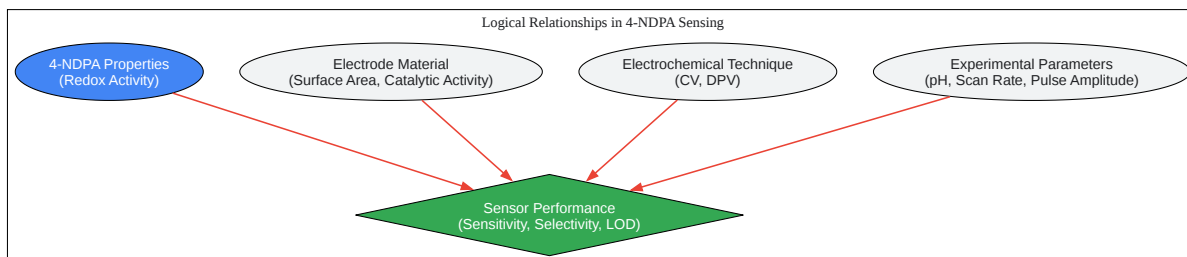 Logical Relationships in 4-NDPA Sensing
4-NDPA Properties
(Redox Activity)
Electrode Material
(Surface Area, Catalytic Activity)
Electrochemical Technique
(CV, DPV)
Experimental Parameters
(pH, Scan Rate, Pulse Amplitude)
Sensor Performance
(Sensitivity, Selectivity, LOD)